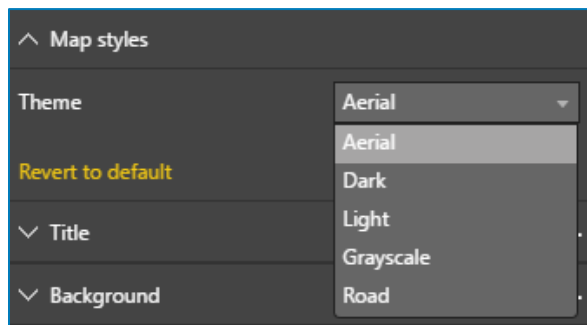 Map styles
Theme
Aerial
Aerial
Revert to default
Dark
Light
Title
Grayscale
Background
Road